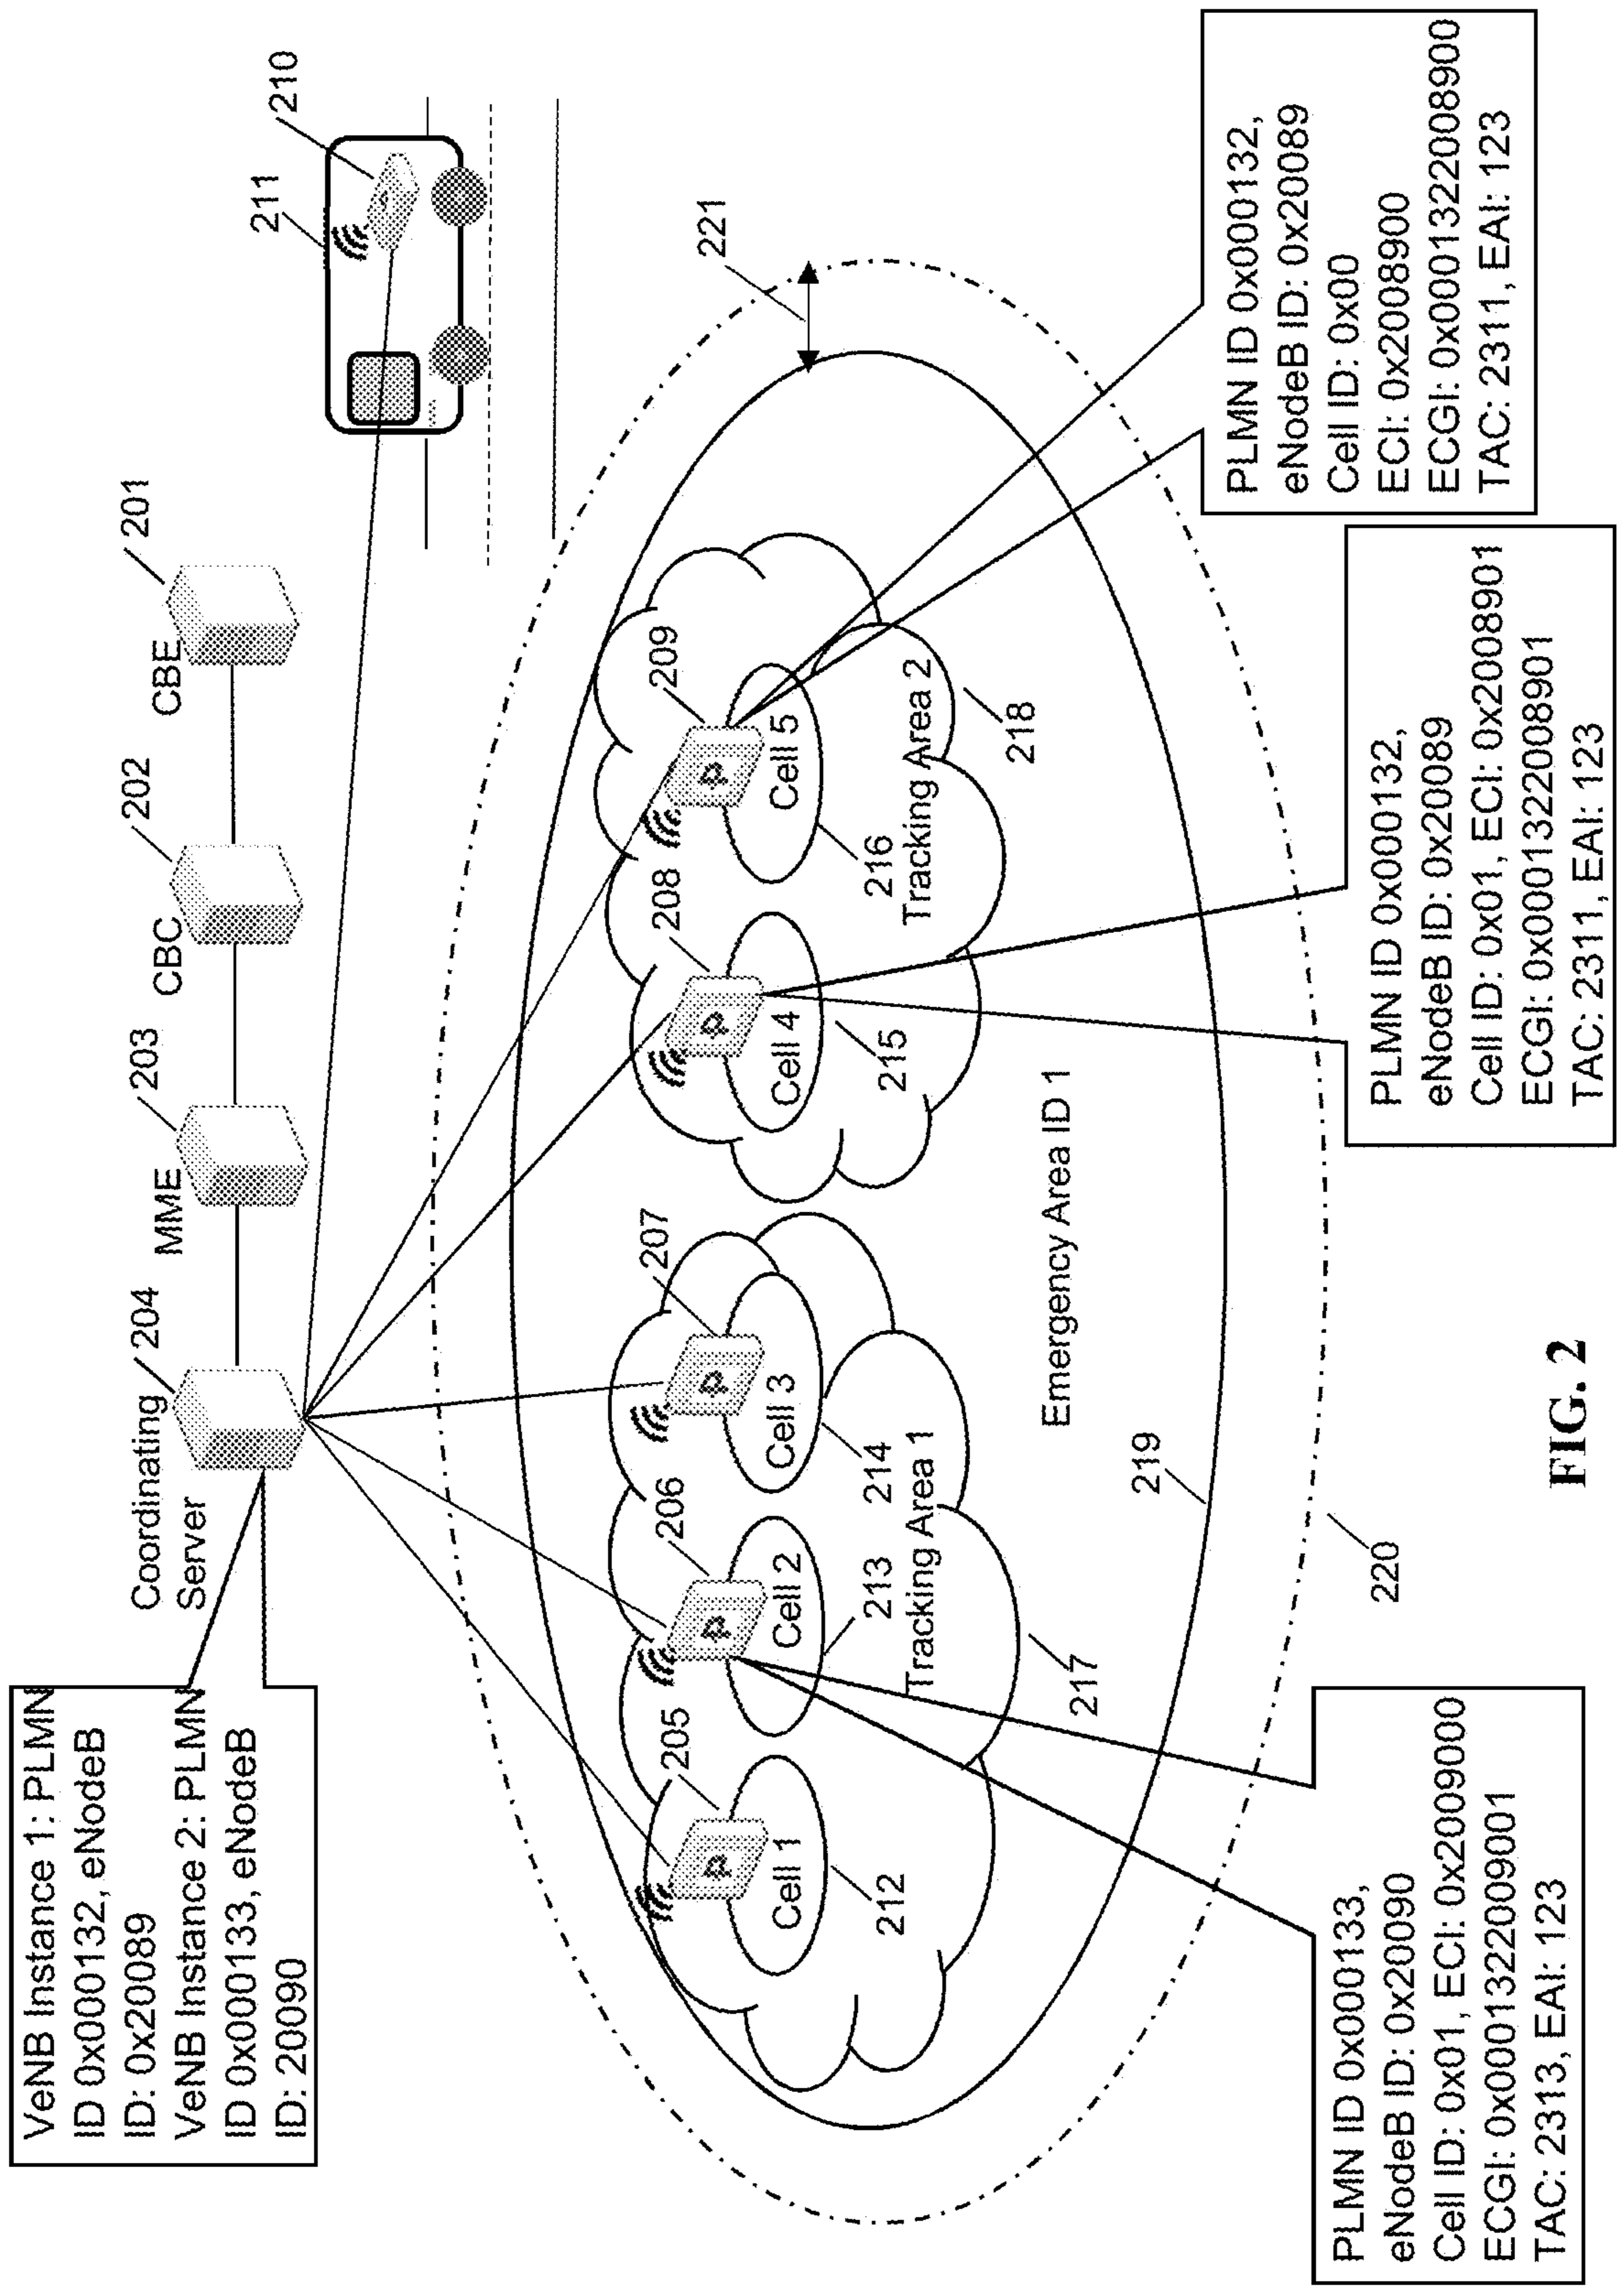 VeNB Instance 1: PLMN
ID 0x000132, eNodeB
ID: 0x20089
VeNB Instance 2: PLMN
ID 0x000133, eNodeB
ID: 20090
Coordinating
Server
204
MME
203
CBC
202
CBE
201
211
210
205
206
207
208
209
Cell 1
Cell 2
Cell 3
Cell 4
Cell 5
212
213
214
215
216
Tracking Area 1
Tracking Area 2
217
218
Emergency Area ID 1
219
220
221
PLMN ID 0x000133,
eNodeB ID: 0x20090
Cell ID: 0x01, ECI: 0x2009000
ECGI: 0x0001322009001
TAC: 2313, EAI: 123
PLMN ID 0x000132,
eNodeB ID: 0x20089
Cell ID: 0x01, ECI: 0x2008901
ECGI: 0x0001322008901
TAC: 2311, EAI: 123
PLMN ID 0x000132,
eNodeB ID: 0x20089
Cell ID: 0x00
ECI: 0x2008900
ECGI: 0x0001322008900
TAC: 2311, EAI: 123
FIG. 2